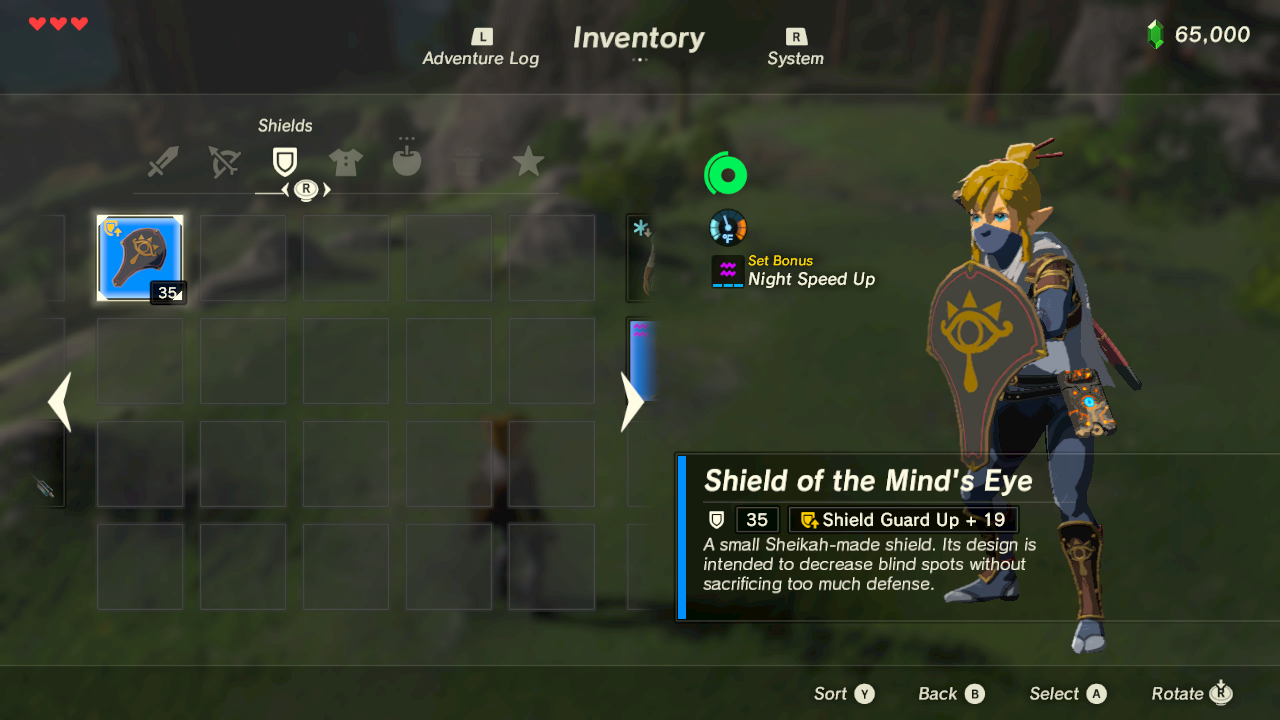 L
R
Adventure Log
Inventory
System
65,000
Shields
R
35
°F
Set Bonus
Night Speed Up
Shield of the Mind's Eye
35
Shield Guard Up + 19
A small Sheikah-made shield. Its design is
intended to decrease blind spots without
sacrificing too much defense.
Sort Y
Back B
Select A
Rotate R